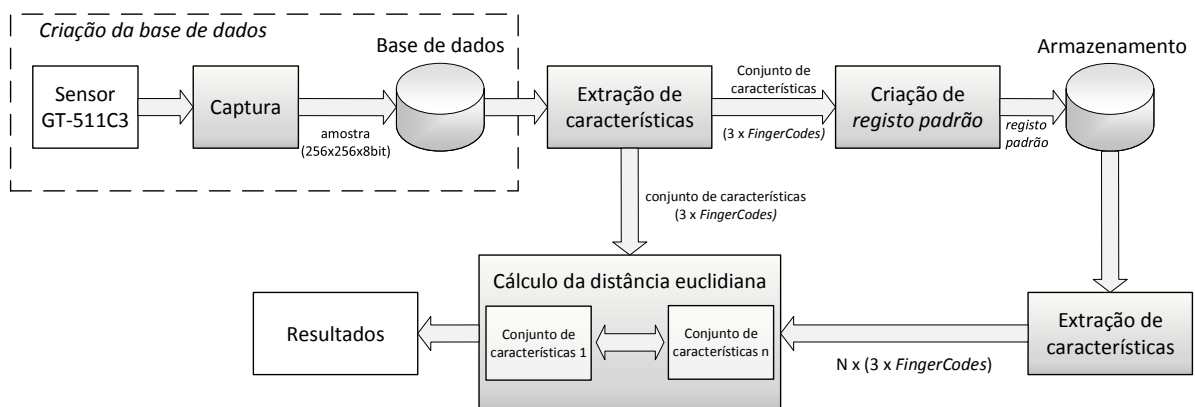 Criação da base de dados
Sensor
GT-511C3
Captura
amostra
(256x256x8bit)
Base de dados
Extração de
características
Conjunto de
características
(3 x FingerCodes)
Criação de
registo padrão
registo
padrão
Armazenamento
conjunto de características
(3 x FingerCodes)
Cálculo da distância euclidiana
Conjunto de
características 1
Conjunto de
características n
Resultados
N x (3 x FingerCodes)
Extração de
características